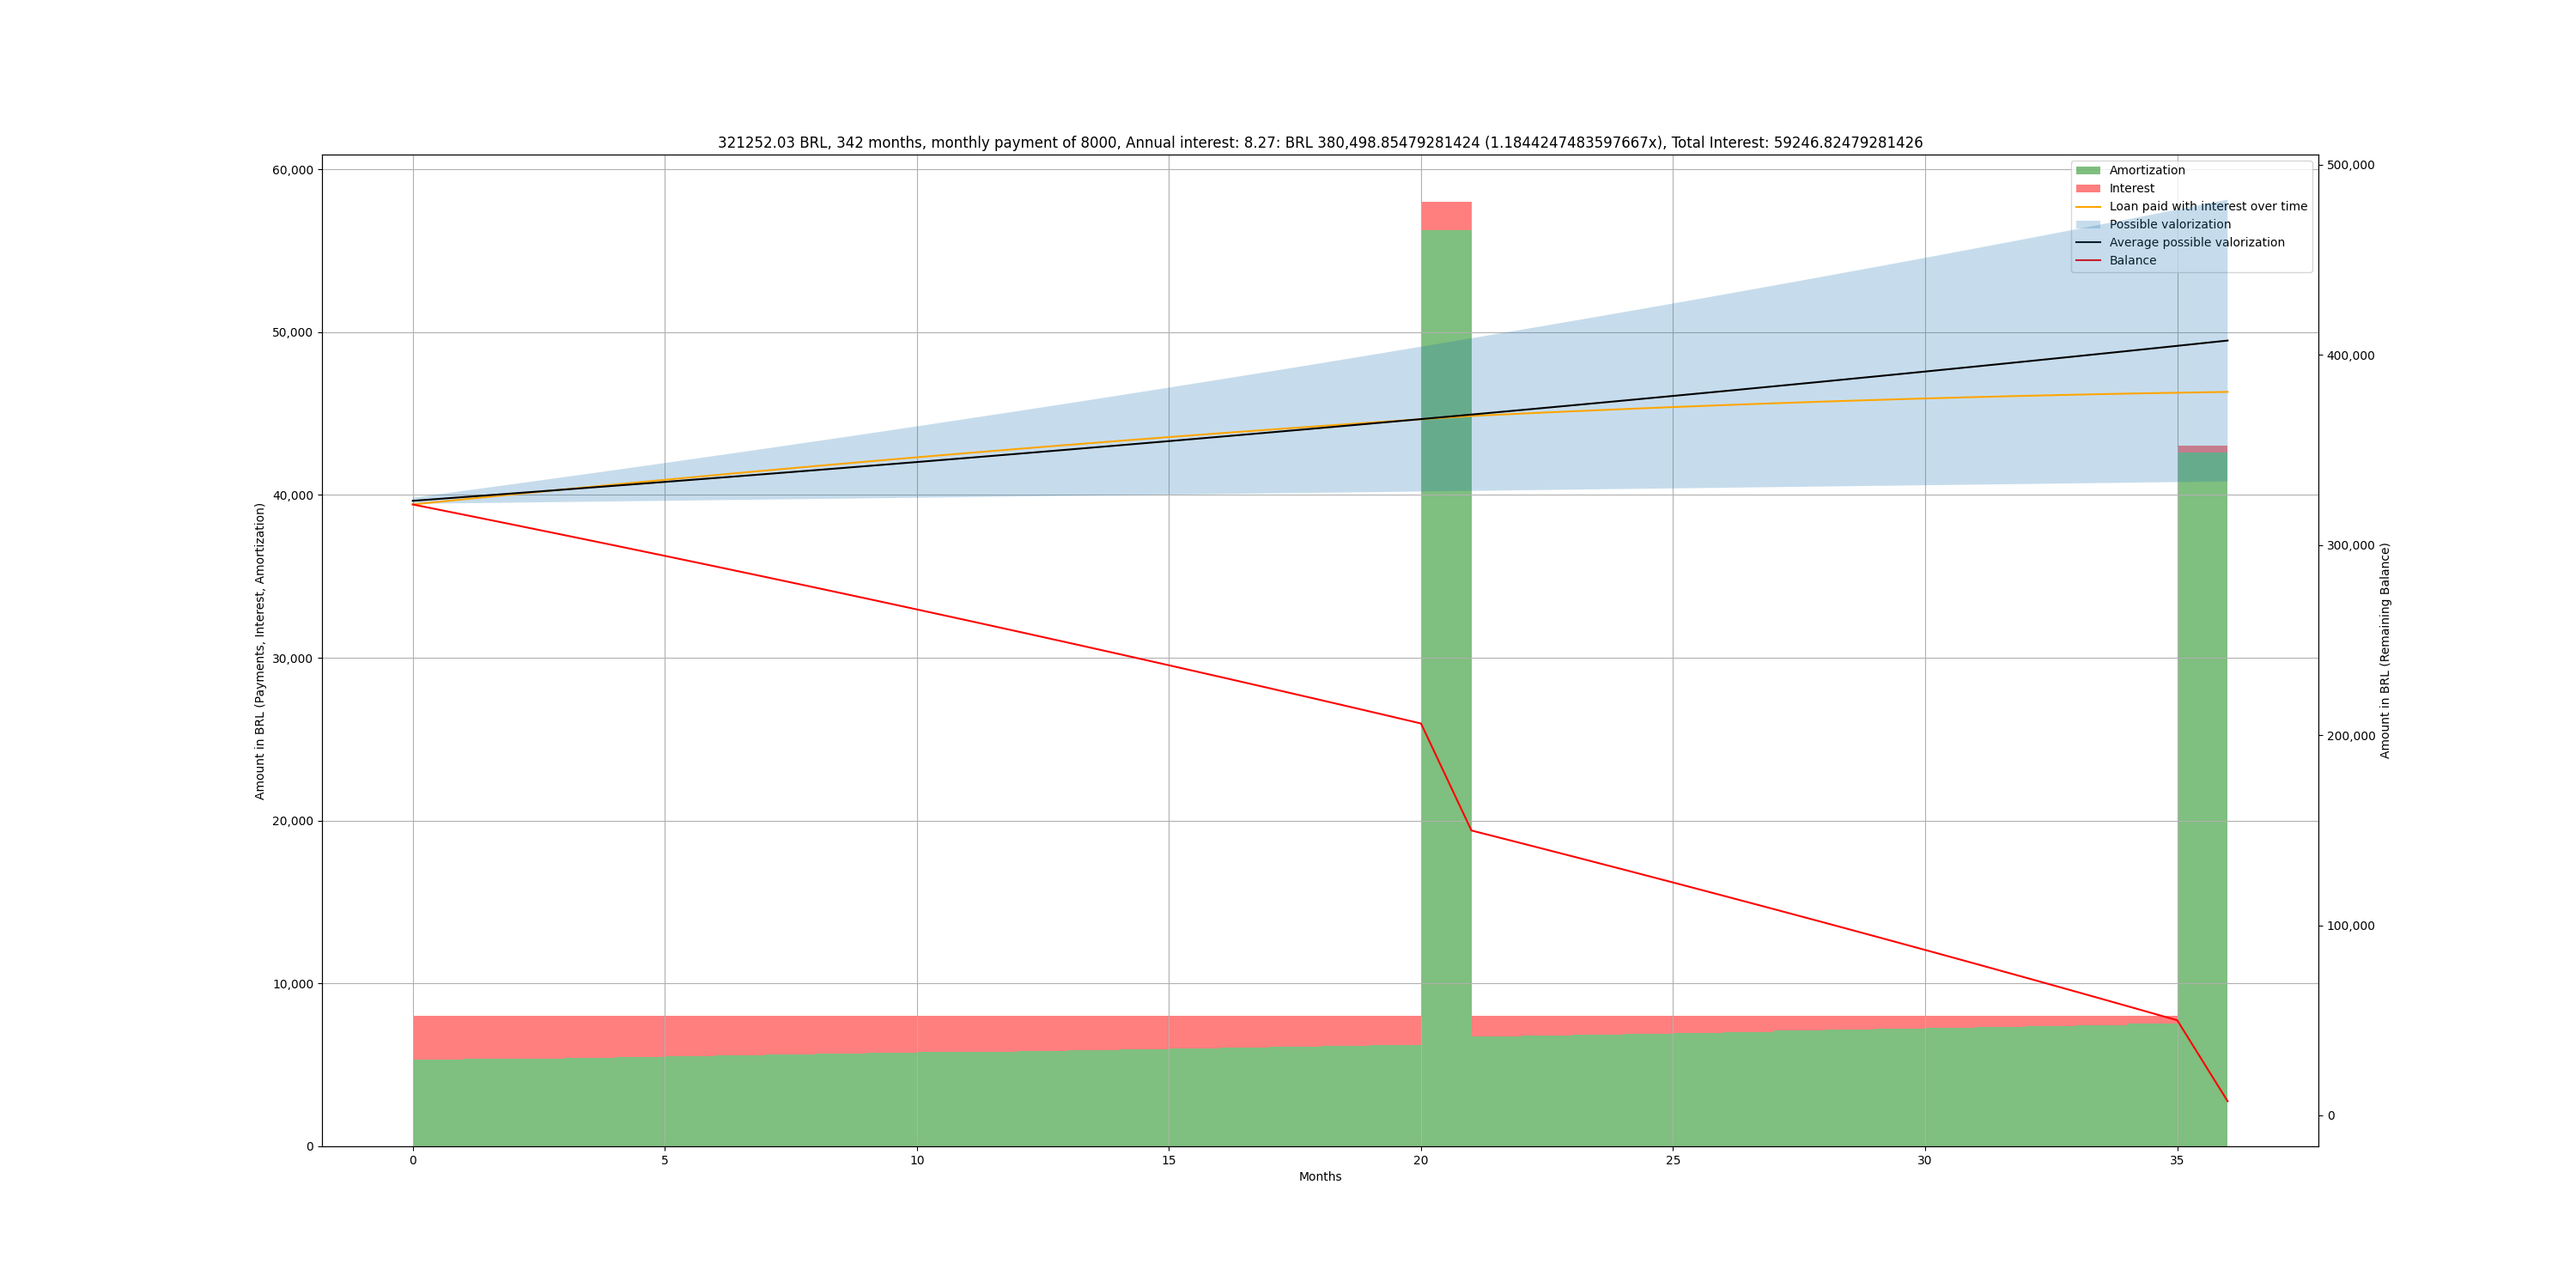 321252.03 BRL, 342 months, monthly payment of 8000, Annual interest: 8.27: BRL 380,498.85479281424 (1.1844247483597667x), Total Interest: 59246.82479281426
60,000
50,000
40,000
30,000
20,000
10,000
0
Amount in BRL (Payments, Interest, Amortization)
Amortization
Interest
Loan paid with interest over time
Possible valorization
Average possible valorization
Balance
500,000
400,000
300,000
200,000
100,000
0
Amount in BRL (Remaining Balance)
0 5 10 15 20 25 30 35
Months